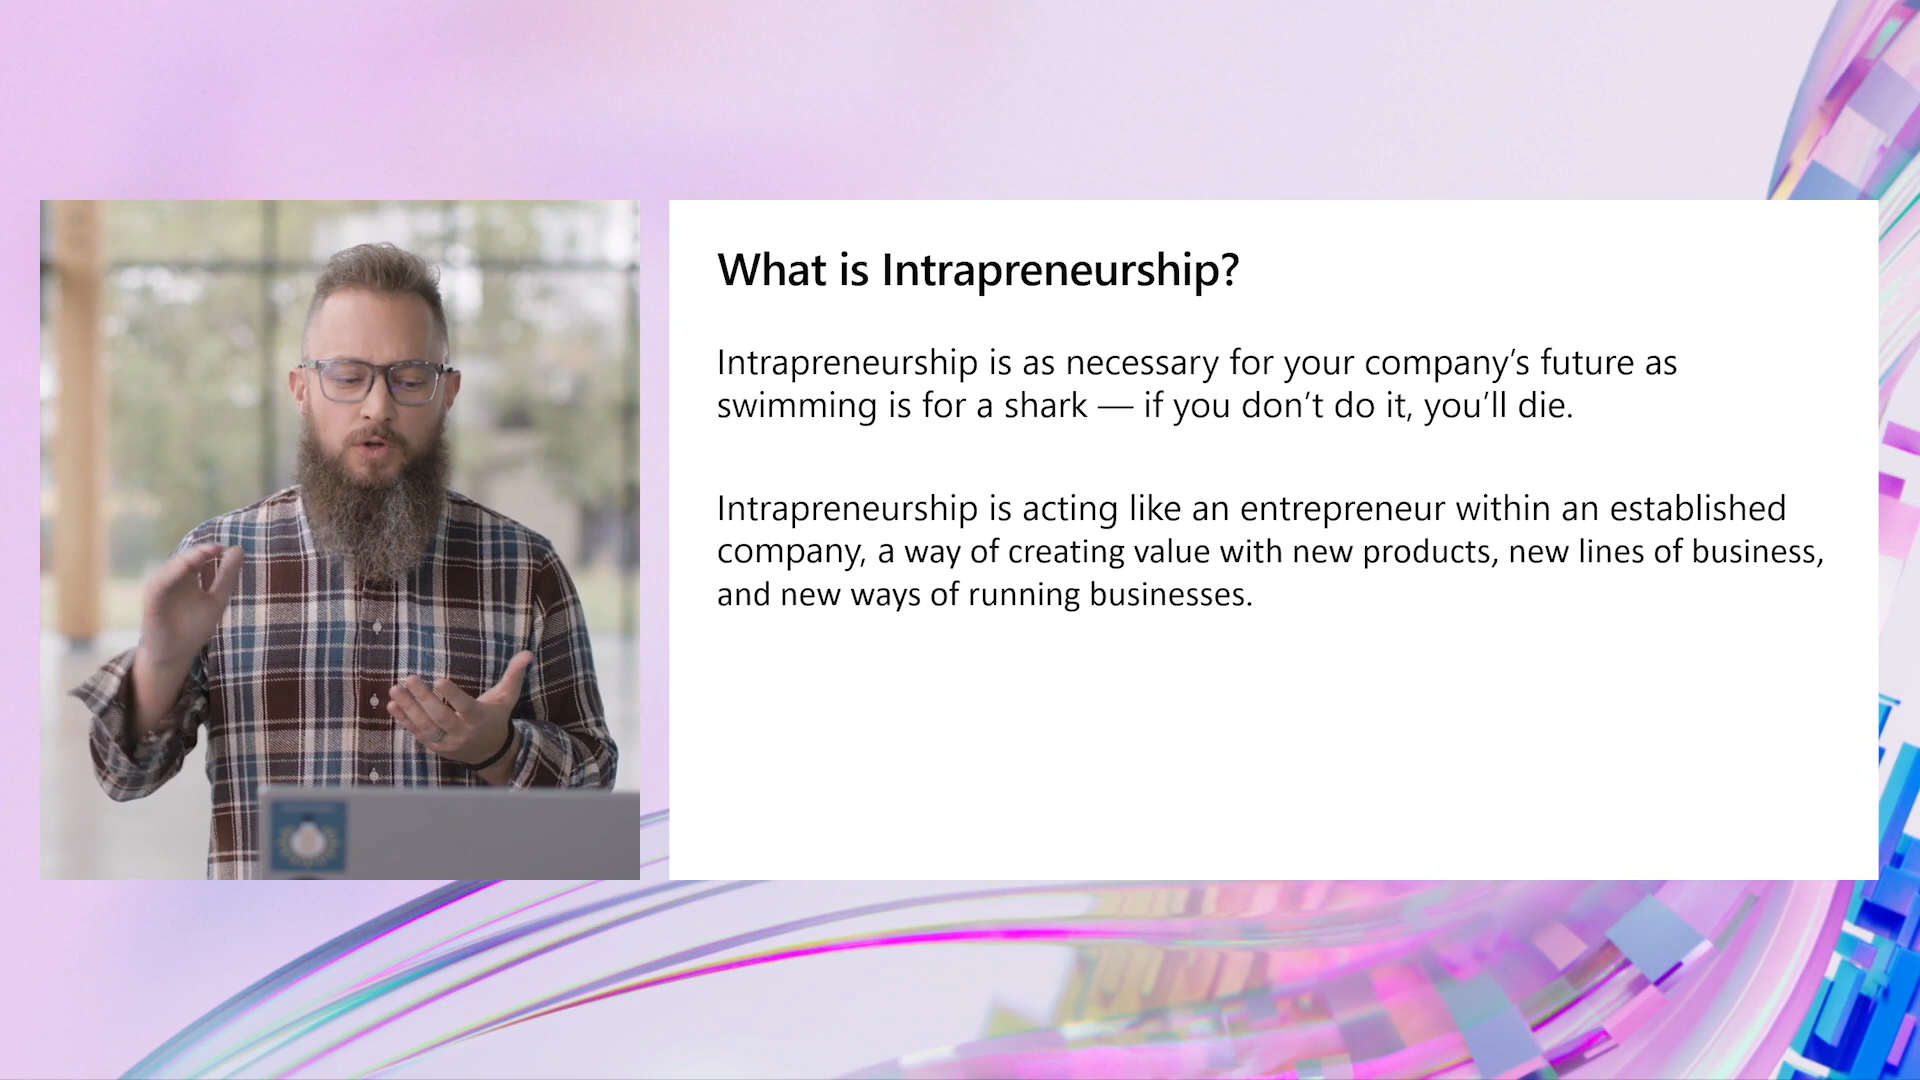 What is Intrapreneurship?
Intrapreneurship is as necessary for your company’s future as
swimming is for a shark — if you don’t do it, you’ll die.
Intrapreneurship is acting like an entrepreneur within an established
company, a way of creating value with new products, new lines of business,
and new ways of running businesses.